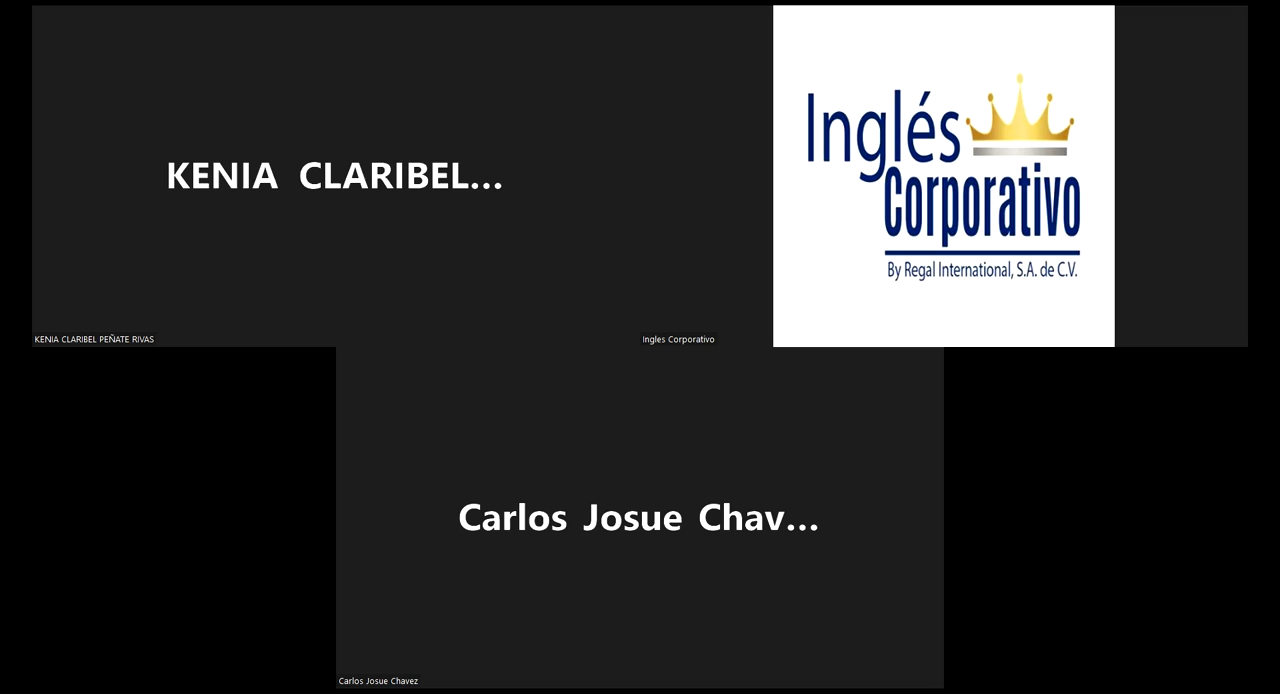 KENIA CLARIBEL...
KENIA CLARIBEL PEÑATE RIVAS
Inglés
Corporativo
By Regal International, S.A. de C.V.
Ingles Corporativo
Carlos Josue Chav...
Carlos Josue Chavez